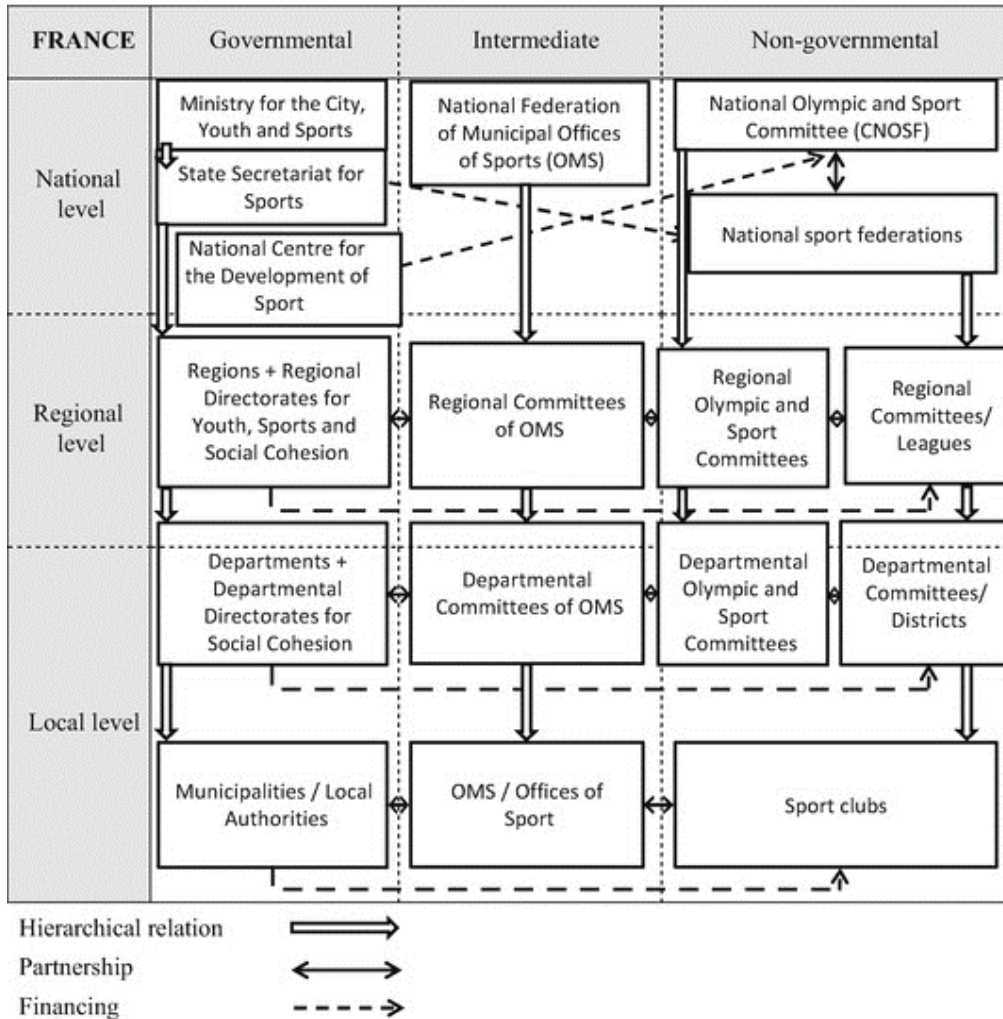 FRANCE
Governmental
Intermediate
Non-governmental
National
level
Ministry for the City,
Youth and Sports
State Secretariat for
Sports
National Centre for
the Development of
Sport
National Federation
of Municipal Offices
of Sports (OMS)
National Olympic and Sport
Committee (CNOSF)
National sport federations
Regional
level
Regions + Regional
Directorates for
Youth, Sports and
Social Cohesion
Regional Committees
of OMS
Regional
Olympic and
Sport
Committees
Regional
Committees/
Leagues
Local level
Departments +
Departmental
Directorates for
Social Cohesion
Departmental
Committees of OMS
Departmental
Olympic and
Sport
Committees
Departmental
Committees/
Districts
Municipalities / Local
Authorities
OMS / Offices of
Sport
Sport clubs
Hierarchical relation
Partnership
Financing